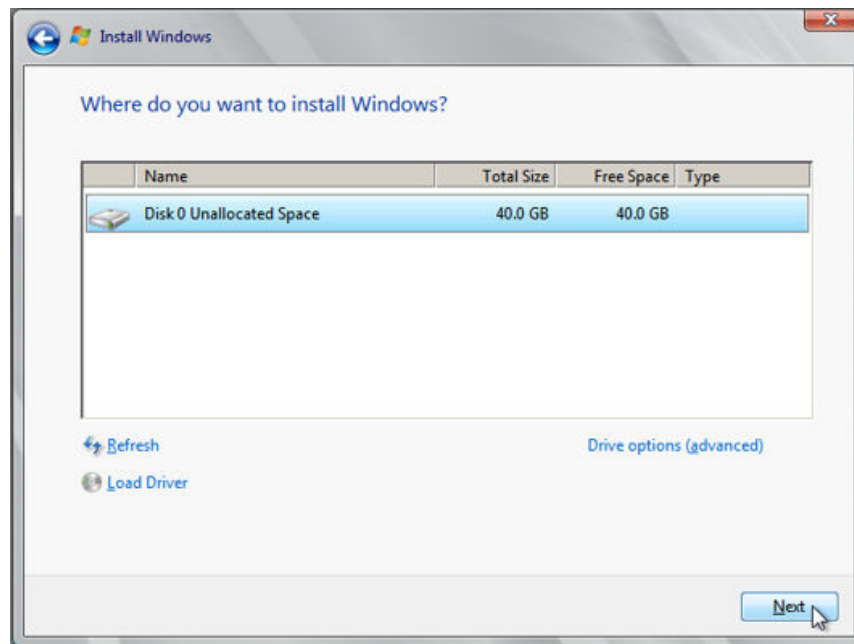 Install Windows
Where do you want to install Windows?
Name Total Size Free Space Type
Disk 0 Unallocated Space 40.0 GB 40.0 GB
Refresh Drive options (advanced)
Load Driver
Next